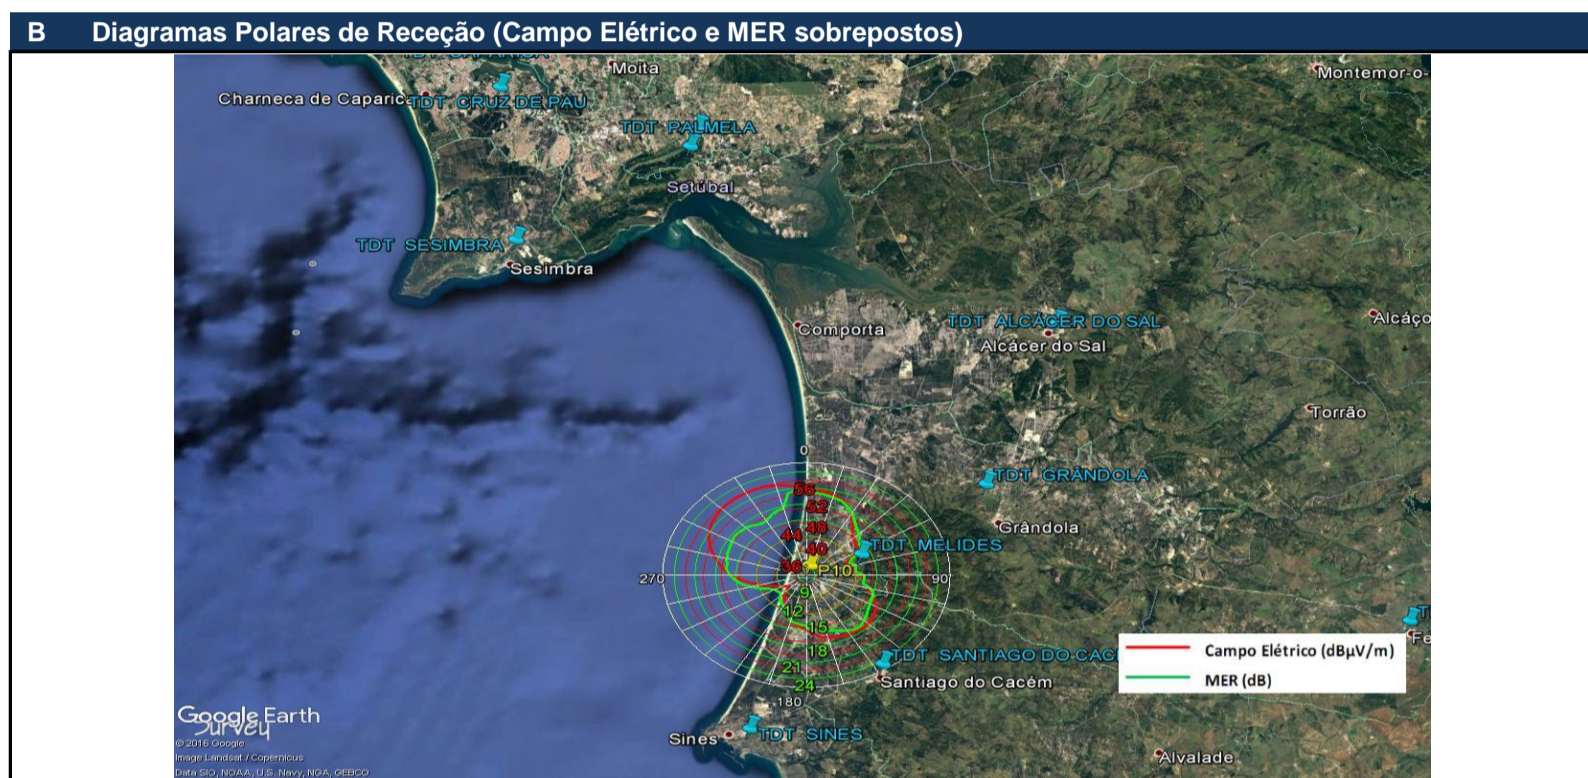 B Diagramas Polares de Receção (Campo Elétrico e MER sobrepostos)
Moita
Montemor-o-
Charneca de Caparic
TDT CRUZ DE PAU
TDT PALMELA
Setúbal
TDT SESIMBRA
Sesimbra
Comporta
TDT ALCÁCER DO SAL
Alcáço
Alcácer do Sal
Torrão
0
TDT GRÂNDOLA
56
52
Grândola
48
44
40
TDT MELIDES
36
P10
270
90
9
12
15
18
21
24
TDT SANTIAGO DO CACÉ
Santiago do Cacém
Fe
Campo Elétrico (dBµV/m)
MER (dB)
180
Google Earth
Survey
Sines
TDT SINES
Alvalade
© 2016 Google
Image Landsat / Copernicus
Data SIO, NOAA, U.S. Navy, NGA, GEBCO